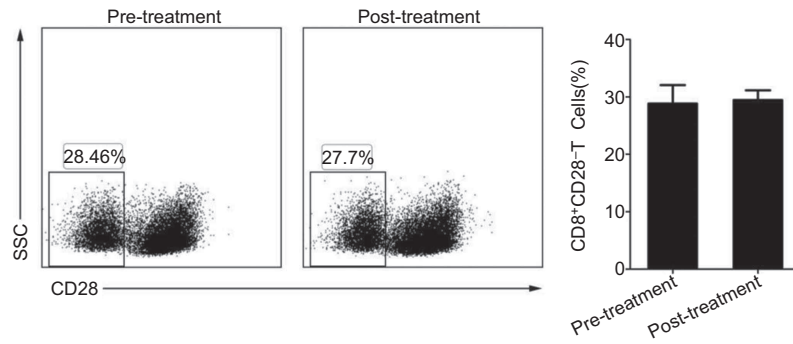 Pre-treatment
Post-treatment
28.46%
27.7%
SSC
CD28
CD8⁺CD28⁻T Cells(%)
40
30
20
10
0
Pre-treatment
Post-treatment